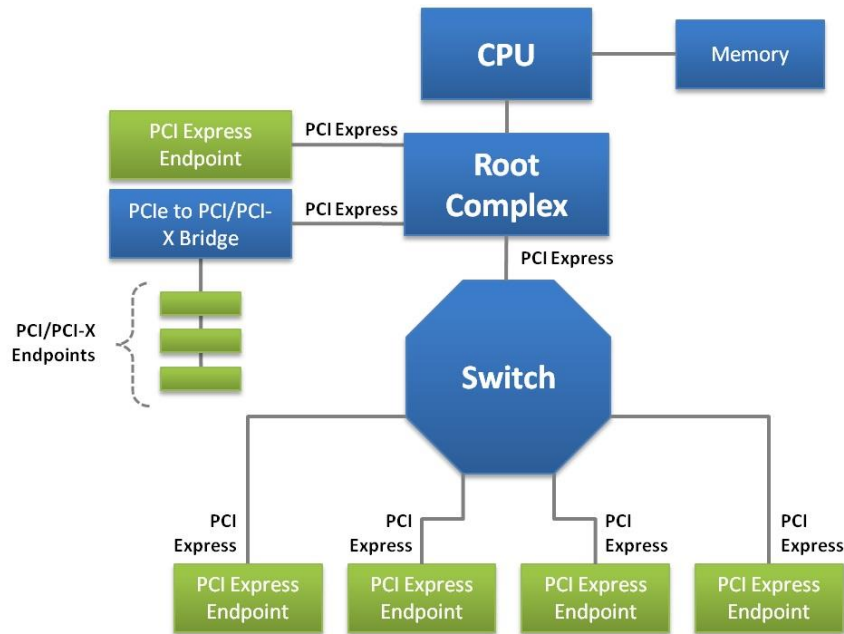 CPU
Memory
PCI Express
Endpoint
PCI Express
Root
Complex
PCIe to PCI/PCI-
X Bridge
PCI Express
PCI Express
PCI/PCI-X
Endpoints
Switch
PCI
Express
PCI
Express
PCI
Express
PCI
Express
PCI Express
Endpoint
PCI Express
Endpoint
PCI Express
Endpoint
PCI Express
Endpoint